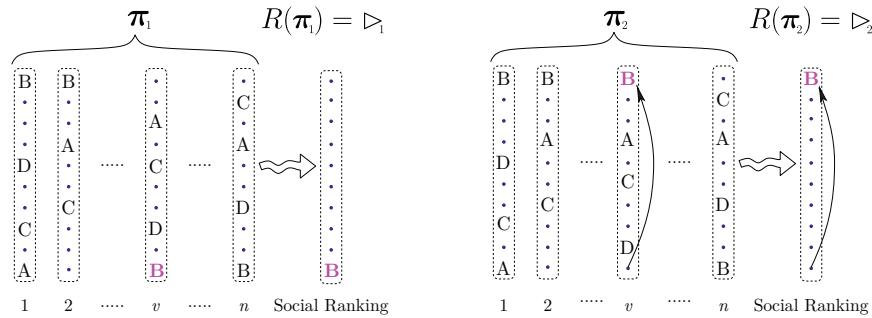 π₁ R(π₁) = ▷₁
B B · · ·
· · · C ·
· · A · ·
· A · A ·
D · C · ·
· · · · ·
· C · D ·
C · D · ·
· · · · ·
A · B B B
..... .....
1 2 ..... v ..... n Social Ranking
π₂ R(π₂) = ▷₂
B B B · B
· · · C ·
· · · · ·
· A A A ·
D · · · ·
· · C · ·
· C · D ·
C · · · ·
· · D · ·
A · · B ·
..... .....
1 2 ..... v ..... n Social Ranking